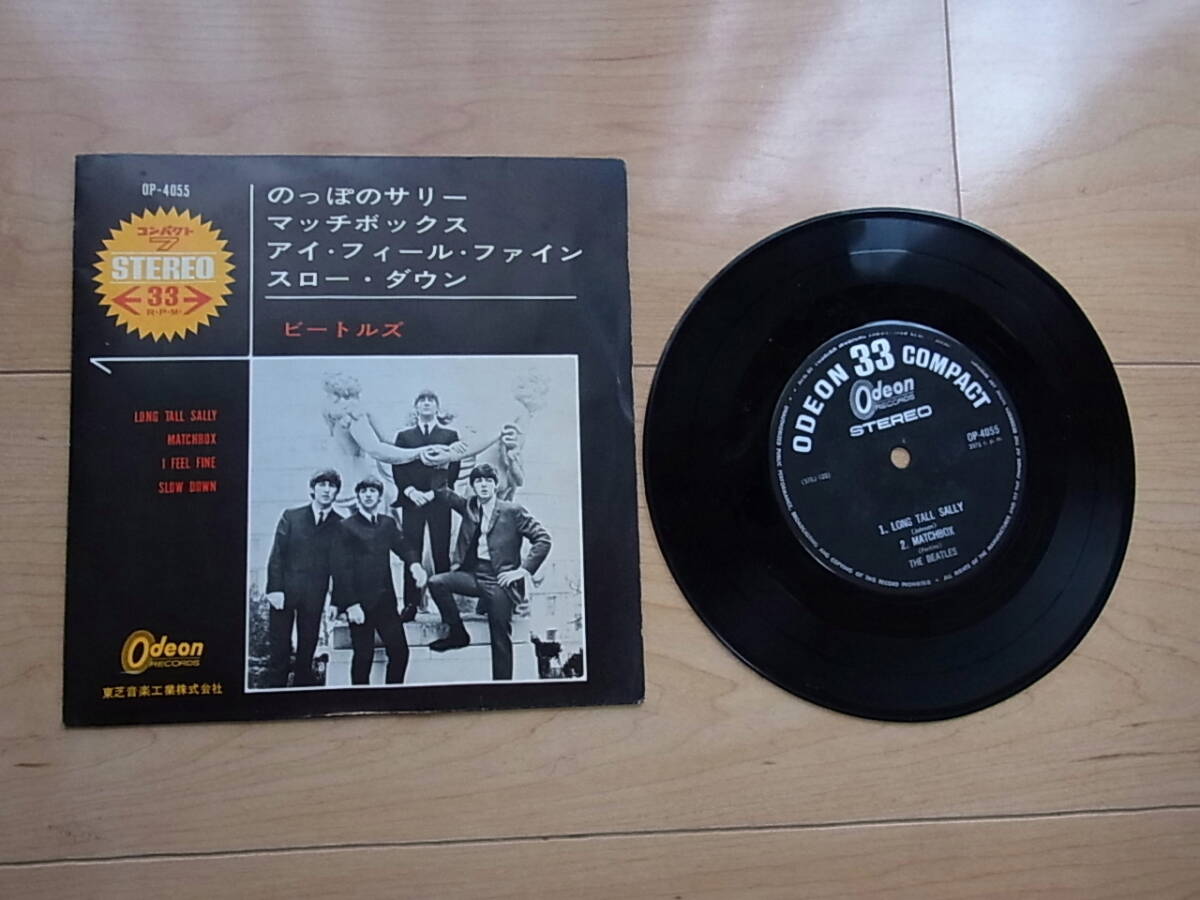 OP-4055
コンパクト
7
STEREO
33
R・P・M・
のっぽのサリー
マッチボックス
アイ・フィール・ファイン
スロー・ダウン
ビートルズ
LONG TALL SALLY
MATCHBOX
I FEEL FINE
SLOW DOWN
Odeon
RECORDS
東芝音楽工業株式会社
ODEON 33 COMPACT
Odeon
RECORDS
STEREO
OP-4055
1. LONG TALL SALLY
(Johnson)
2. MATCHBOX
(Perkins)
THE BEATLES